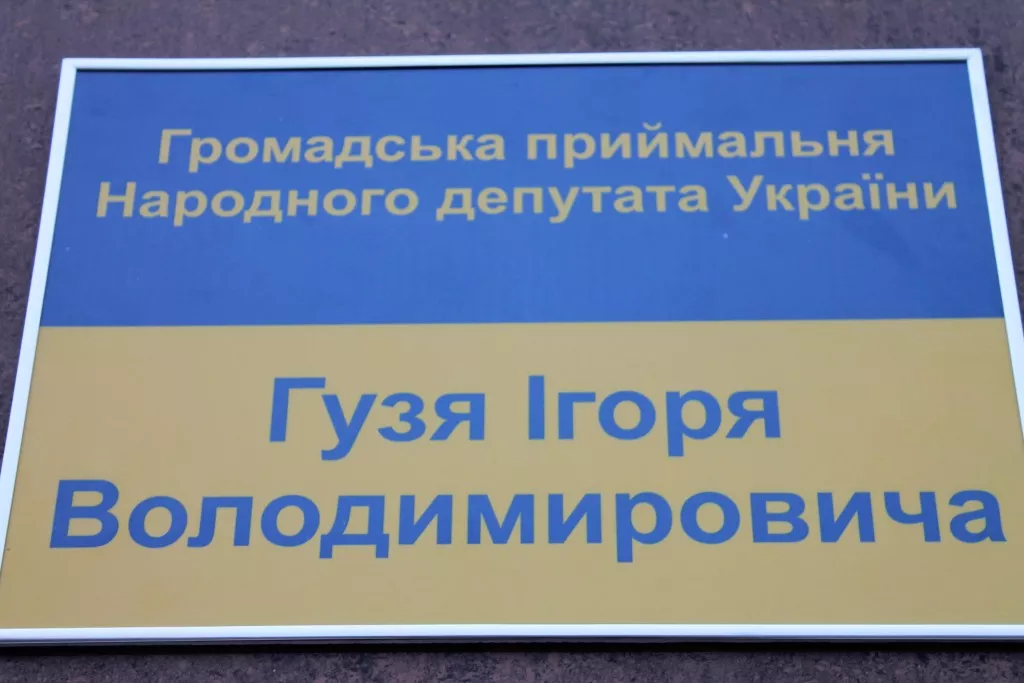 Громадська приймальня
Народного депутата України
Гузя Ігоря
Володимировича